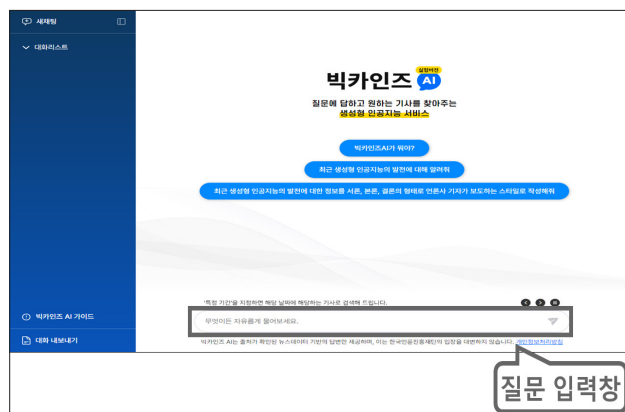 새채팅
대화리스트
실험버전
빅카인즈 AI
질문에 답하고 원하는 기사를 찾아주는
생성형 인공지능 서비스
빅카인즈AI가 뭐야?
최근 생성형 인공지능의 발전에 대해 알려줘
최근 생성형 인공지능의 발전에 대한 정보를 서론, 본론, 결론의 형태로 언론사 기자가 보도하는 스타일로 작성해줘
'특정 기간'을 지정하면 해당 날짜에 해당하는 기사로 검색해 드립니다.
무엇이든 자유롭게 물어보세요.
빅카인즈 AI는 출처가 확인된 뉴스데이터 기반의 답변만 제공하며, 이는 한국언론진흥재단의 입장을 대변하지 않습니다. 개인정보처리방침
빅카인즈 AI 가이드
대화 내보내기
질문 입력창